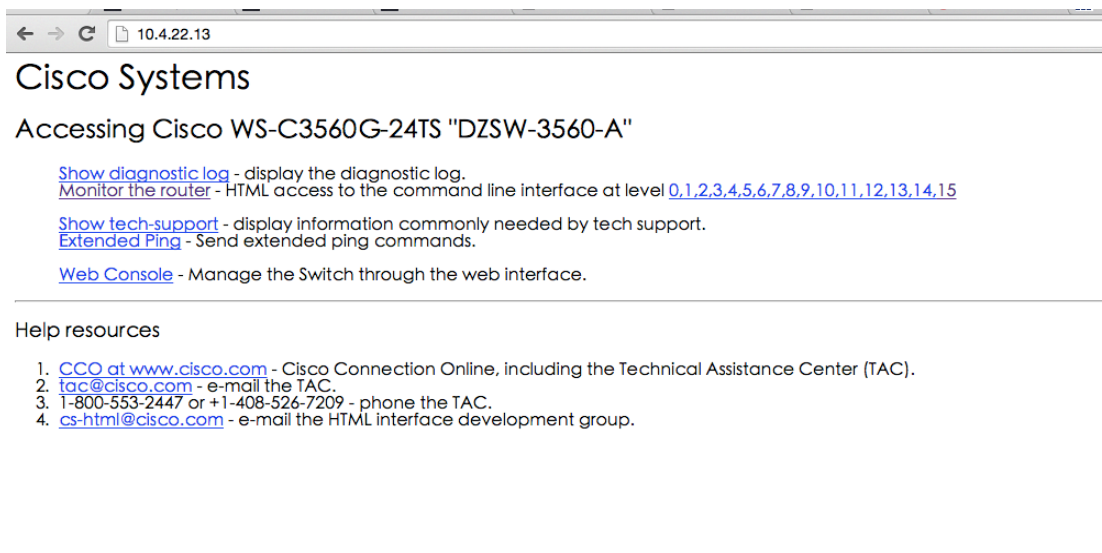 10.4.22.13
Cisco Systems
Accessing Cisco WS-C3560G-24TS "DZSW-3560-A"
Show diagnostic log - display the diagnostic log.
Monitor the router - HTML access to the command line interface at level 0,1,2,3,4,5,6,7,8,9,10,11,12,13,14,15
Show tech-support - display information commonly needed by tech support.
Extended Ping - Send extended ping commands.
Web Console - Manage the Switch through the web interface.
Help resources
1. CCO at www.cisco.com - Cisco Connection Online, including the Technical Assistance Center (TAC).
2. tac@cisco.com - e-mail the TAC.
3. 1-800-553-2447 or +1-408-526-7209 - phone the TAC.
4. cs-html@cisco.com - e-mail the HTML interface development group.